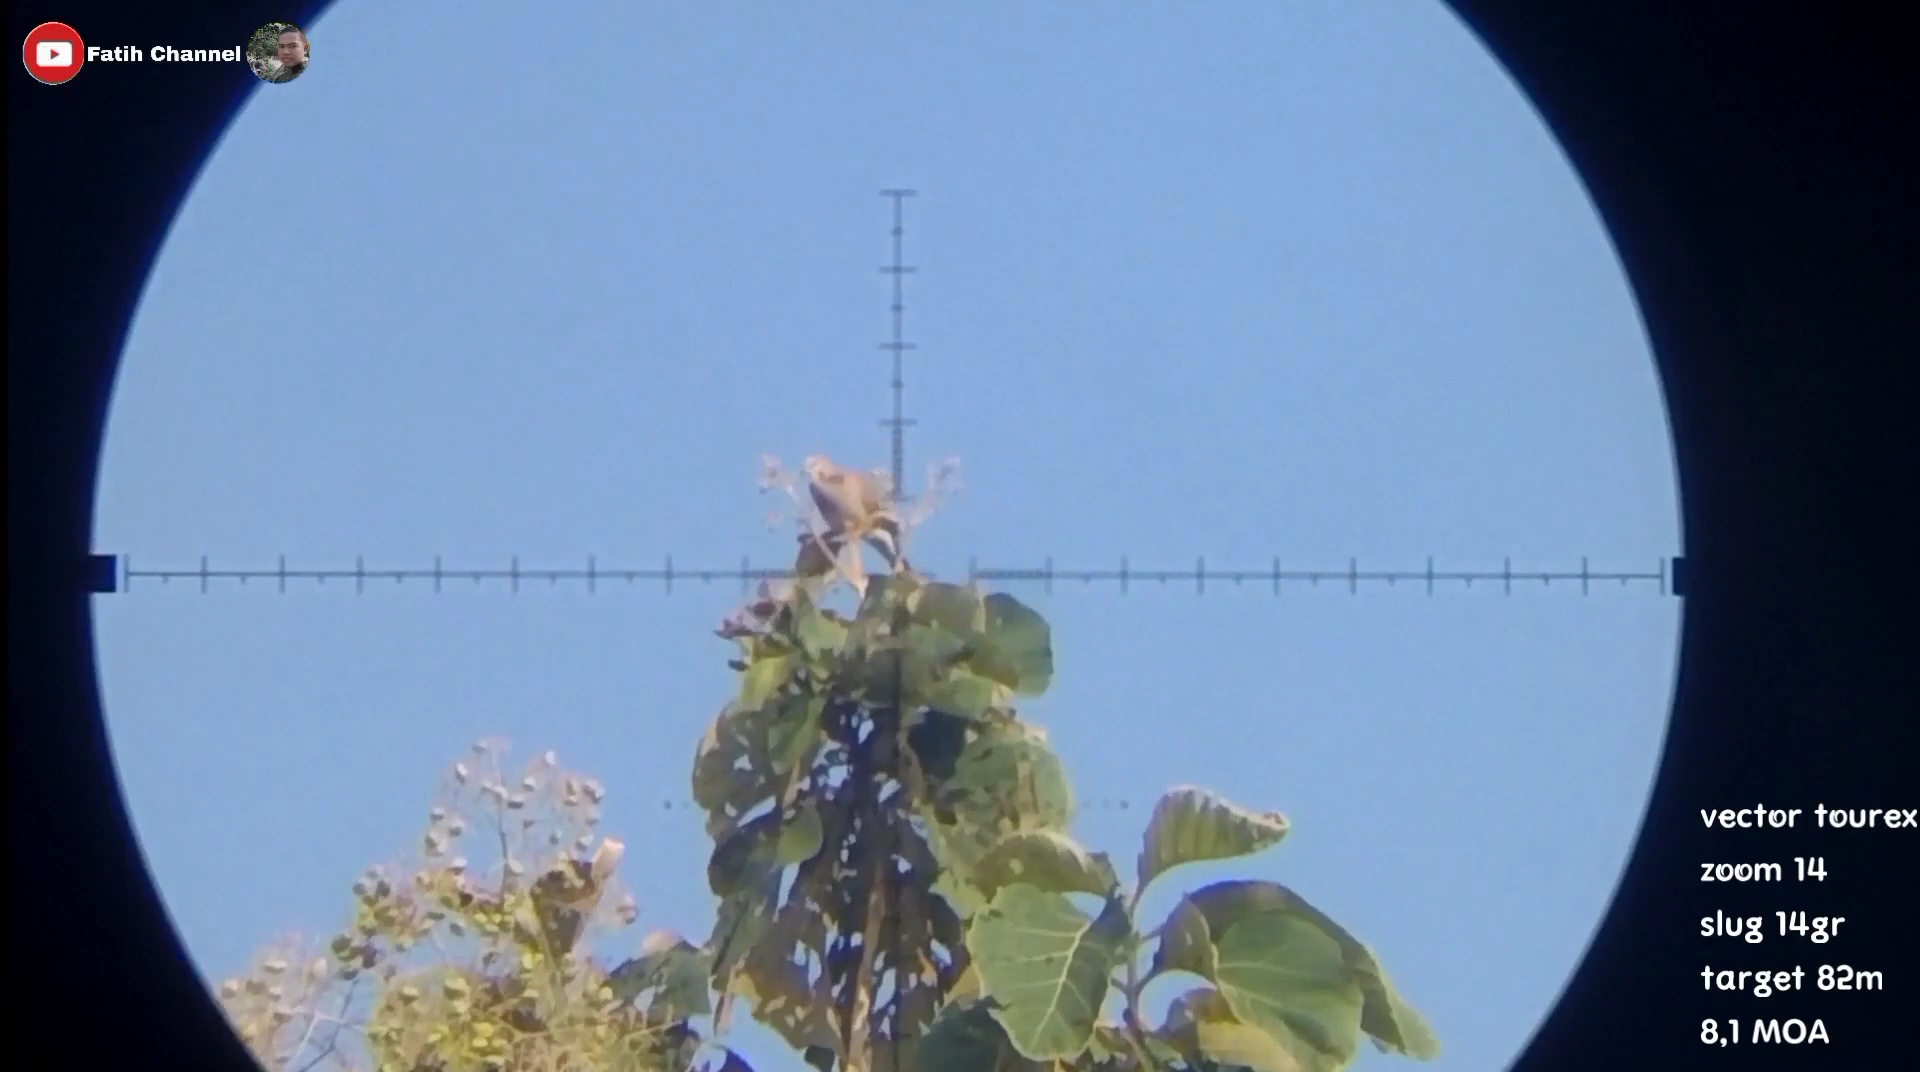 Fatih Channel
vector tourex
zoom 14
slug 14gr
target 82m
8,1 MOA